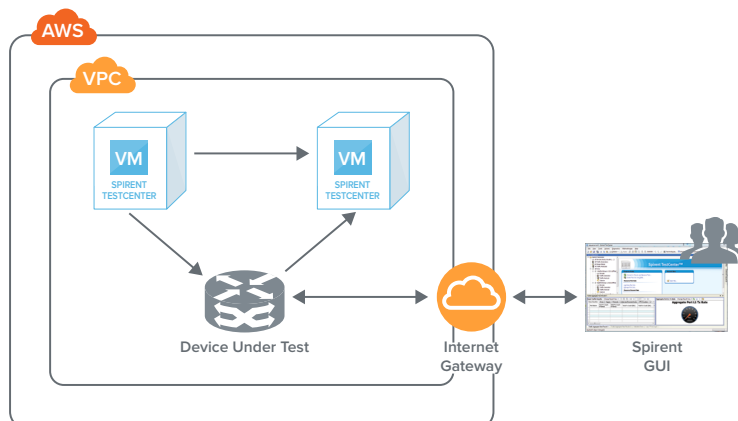 AWS
VPC
VM
SPIRENT
TESTCENTER
VM
SPIRENT
TESTCENTER
Device Under Test
Internet
Gateway
Spirent TestCenter
Spirent
GUI